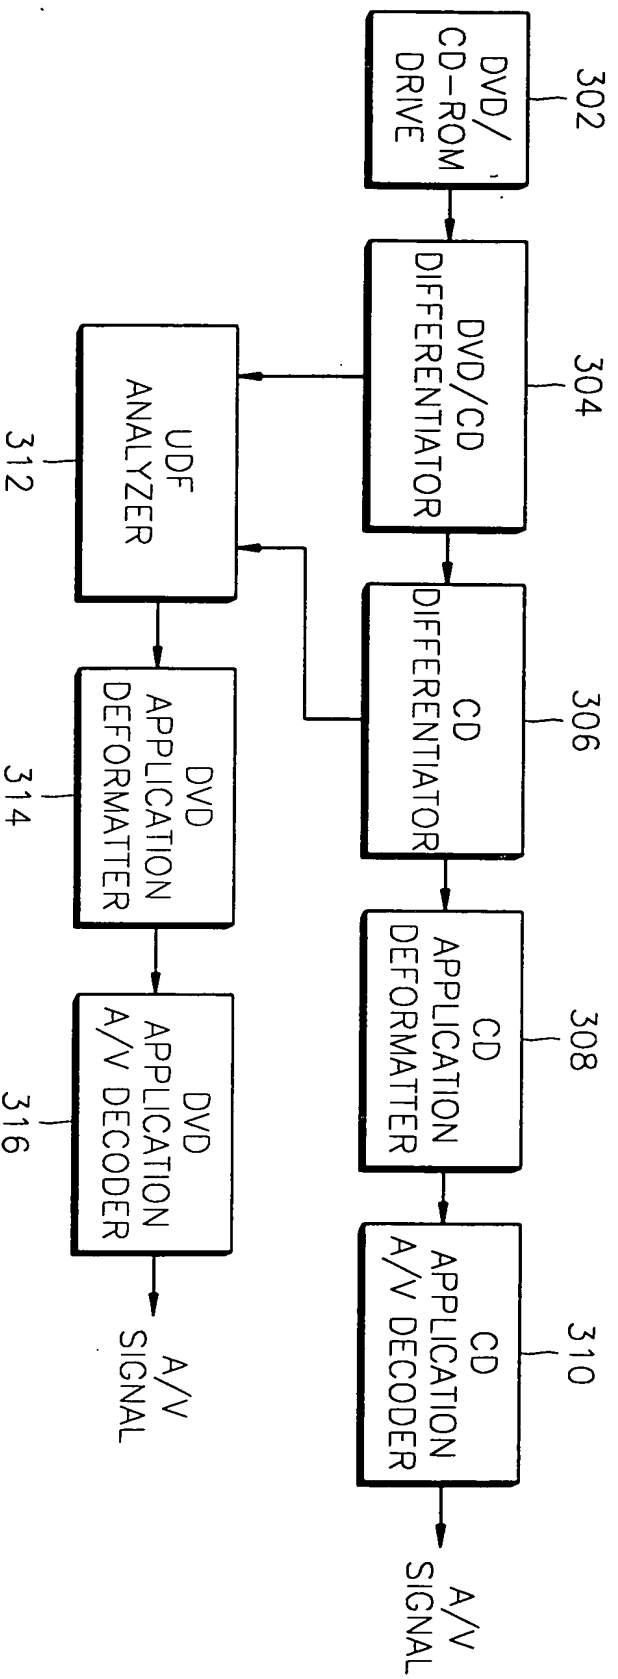 302
DVD/
CD-ROM
DRIVE
304
DVD/CD
DIFFERENTIATOR
306
CD
DIFFERENTIATOR
308
CD
APPLICATION
DEFORMATTER
310
CD
APPLICATION
A/V DECODER
A/V
SIGNAL
UDF
ANALYZER
312
DVD
APPLICATION
DEFORMATTER
314
DVD
APPLICATION
A/V DECODER
316
A/V
SIGNAL